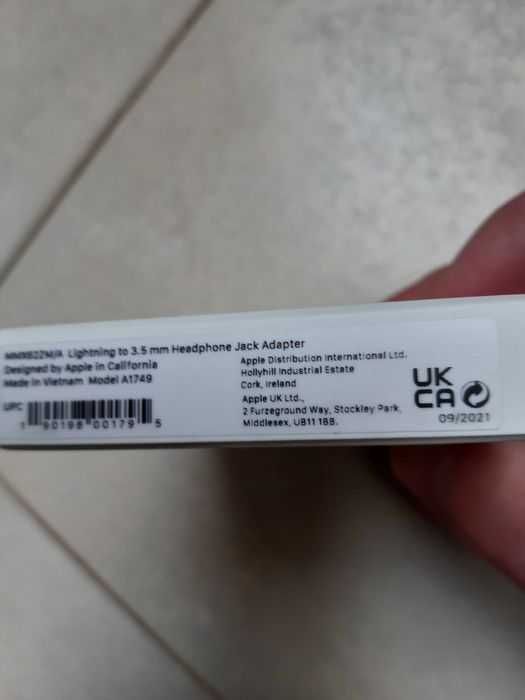 MMX62ZM/A Lightning to 3.5 mm Headphone Jack Adapter
Designed by Apple in California
Made in Vietnam Model A1749
UPC
1 90198 00179 5
Apple Distribution International Ltd.
Hollyhill Industrial Estate
Cork, Ireland
Apple UK Ltd.,
2 Furzeground Way, Stockley Park,
Middlesex, UB11 1BB.
UK
CA
09/2021